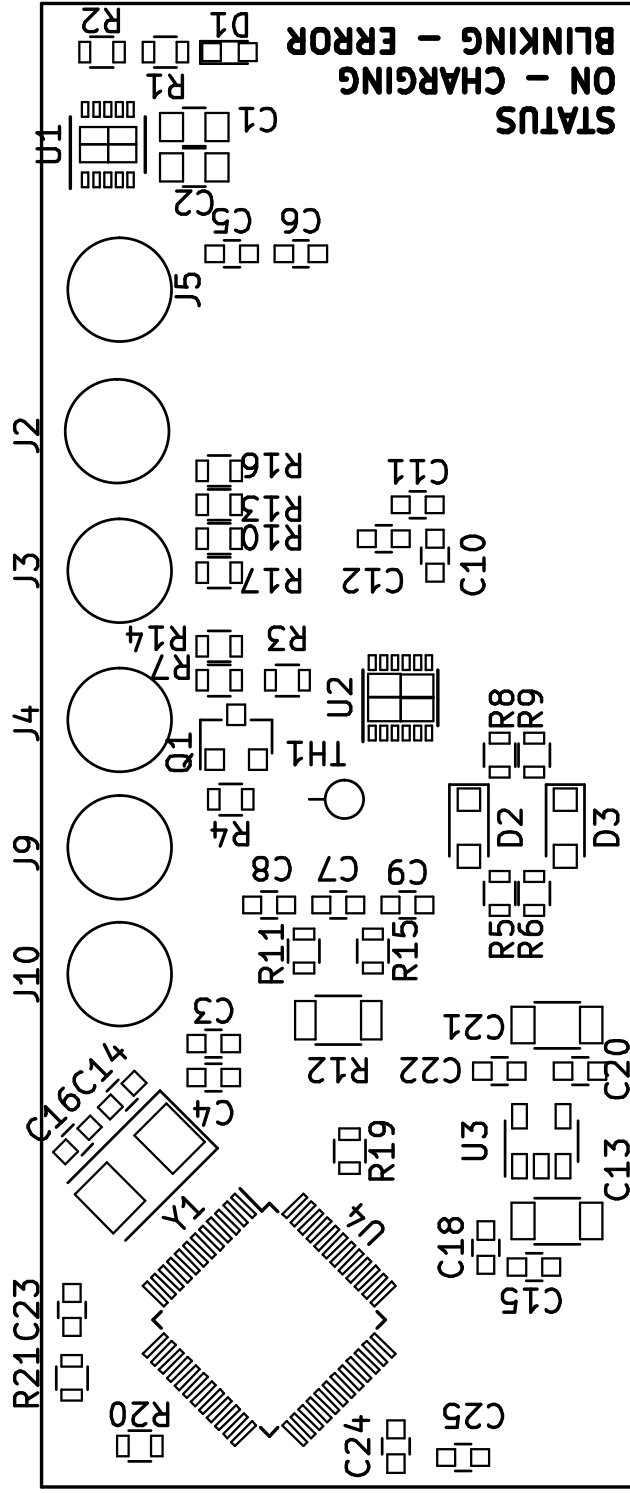 STATUS
ON - CHARGING
BLINKING - ERROR
R2
R1
D1
U1
C1
C2
C5
C6
J5
J2
R16
R13
R10
R17
C11
C12
C10
J3
R14
R7
R3
U2
Q1
J4
TH1
R4
R8
R9
D2
D3
J9
C8
C7
C9
R11
R15
R5
R6
J10
C3
C4
R12
C21
C22
C20
C14
C16
Y1
R19
U3
C13
U4
C18
C15
C23
R21
R20
C24
C25